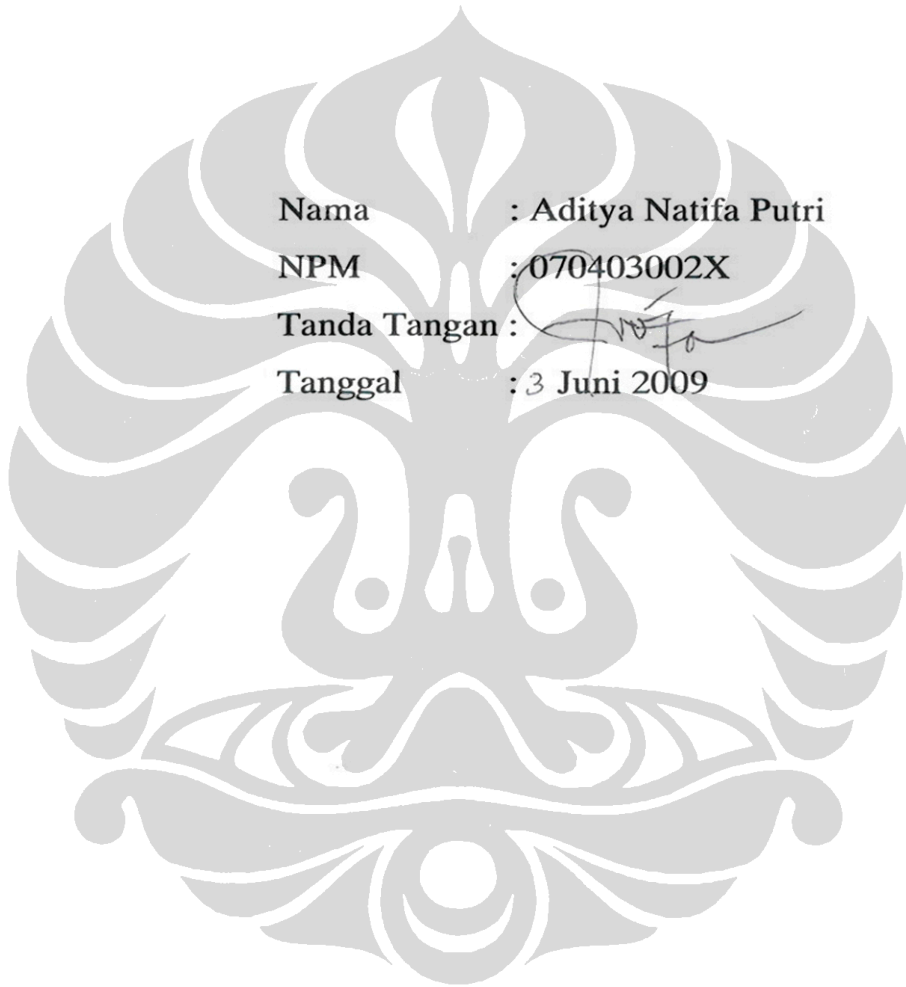 Nama : Aditya Natifa Putri
NPM : 070403002X
Tanda Tangan :
Tanggal : 3 Juni 2009